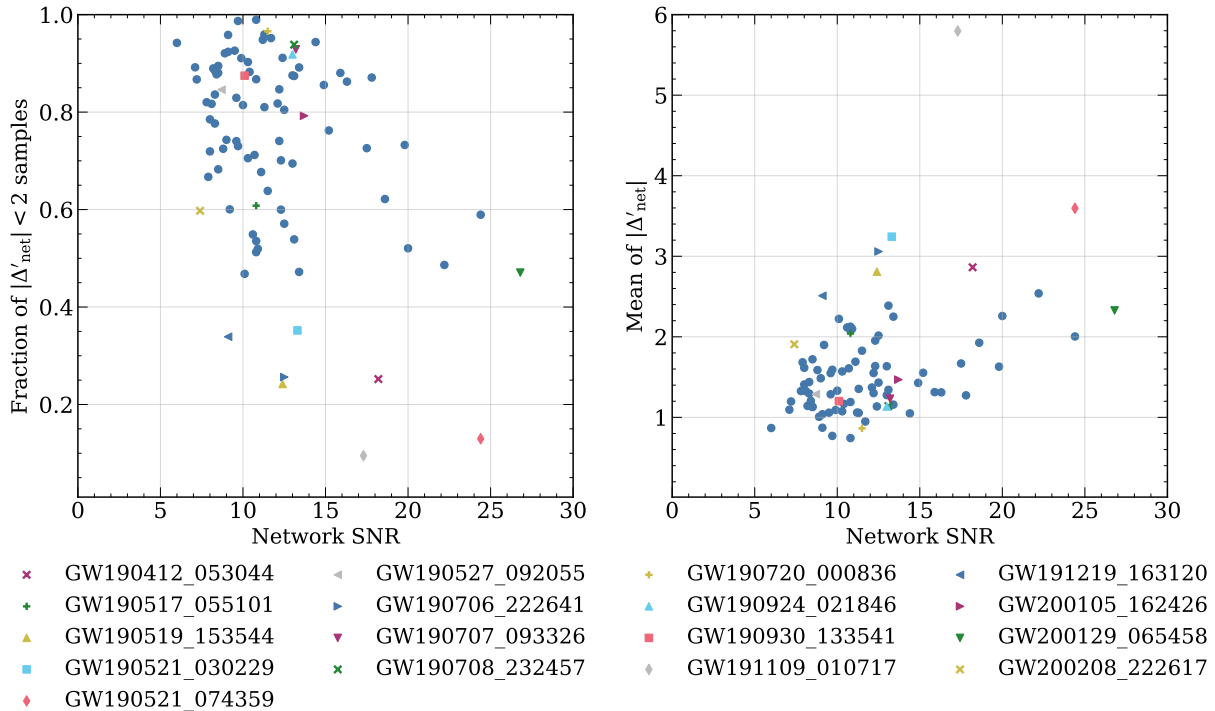 1.0
0.8
0.6
0.4
0.2
0 5 10 15 20 25 30
Network SNR
Fraction of |Δ′net| < 2 samples
6
5
4
3
2
1
0 5 10 15 20 25 30
Network SNR
Mean of |Δ′net|
GW190412_053044
GW190517_055101
GW190519_153544
GW190521_030229
GW190521_074359
GW190527_092055
GW190706_222641
GW190707_093326
GW190708_232457
GW190720_000836
GW190924_021846
GW190930_133541
GW191109_010717
GW191219_163120
GW200105_162426
GW200129_065458
GW200208_222617